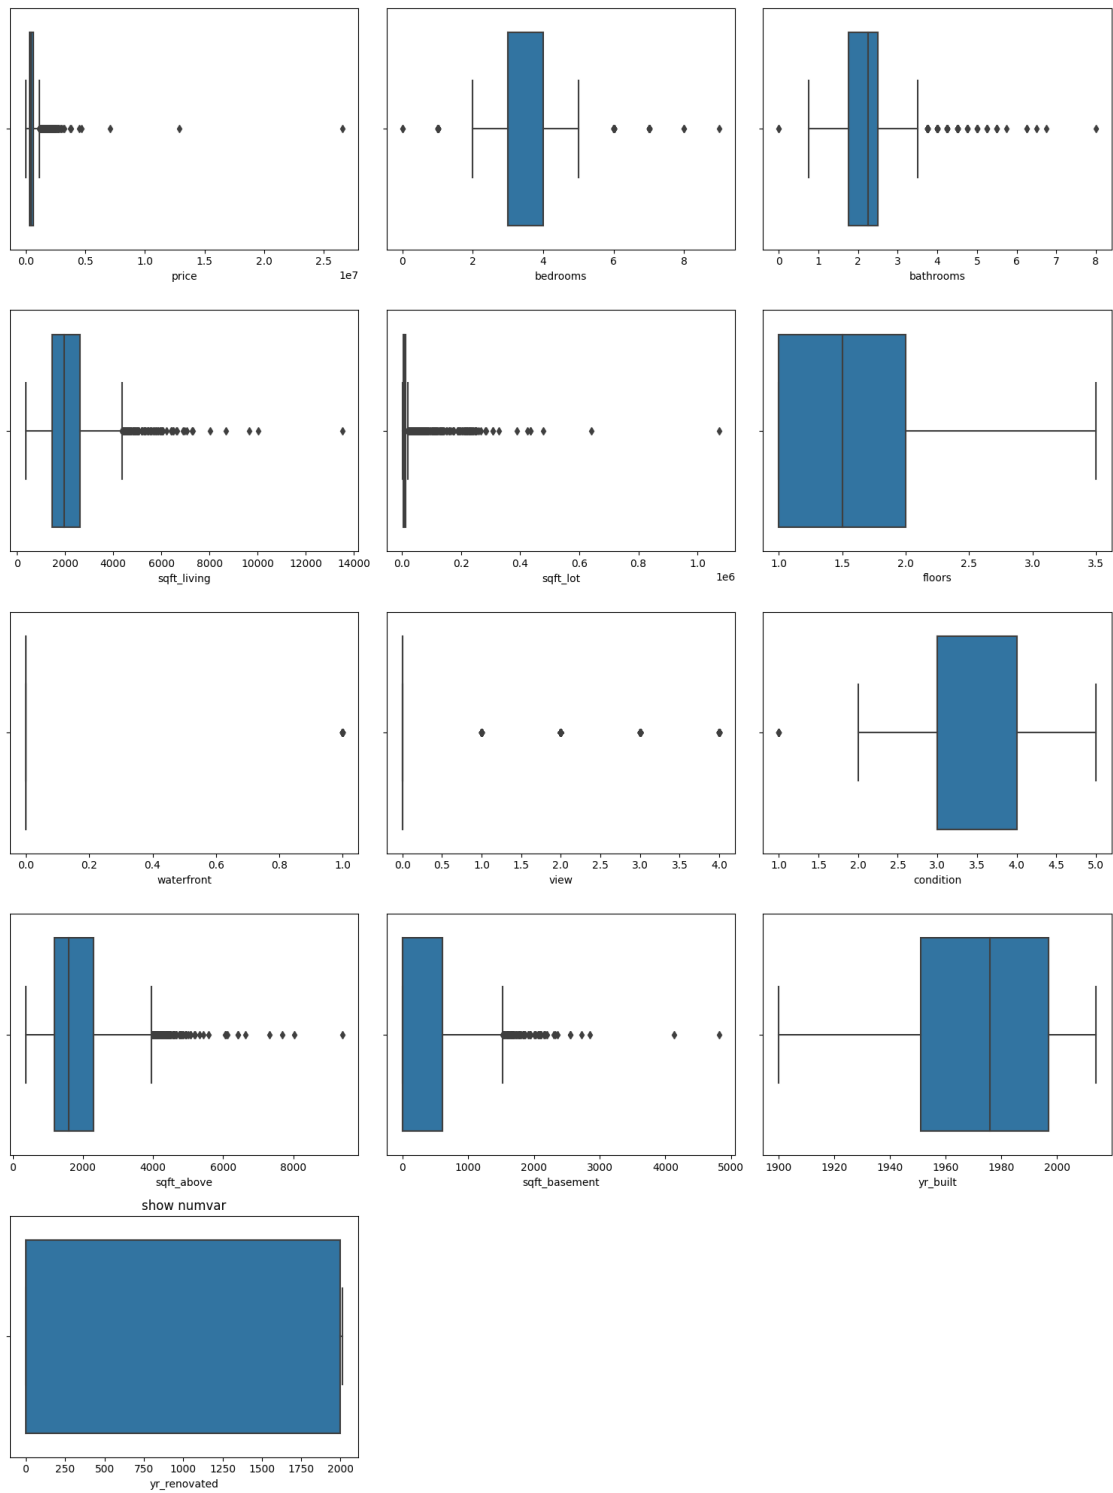 0.0 0.5 1.0 1.5 2.0 2.5
price 1e7
0 2 4 6 8
bedrooms
0 1 2 3 4 5 6 7 8
bathrooms
0 2000 4000 6000 8000 10000 12000 14000
sqft_living
0.0 0.2 0.4 0.6 0.8 1.0
sqft_lot 1e6
1.0 1.5 2.0 2.5 3.0 3.5
floors
0.0 0.2 0.4 0.6 0.8 1.0
waterfront
0.0 0.5 1.0 1.5 2.0 2.5 3.0 3.5 4.0
view
1.0 1.5 2.0 2.5 3.0 3.5 4.0 4.5 5.0
condition
0 2000 4000 6000 8000
sqft_above
0 1000 2000 3000 4000 5000
sqft_basement
1900 1920 1940 1960 1980 2000
yr_built
show numvar
0 250 500 750 1000 1250 1500 1750 2000
yr_renovated